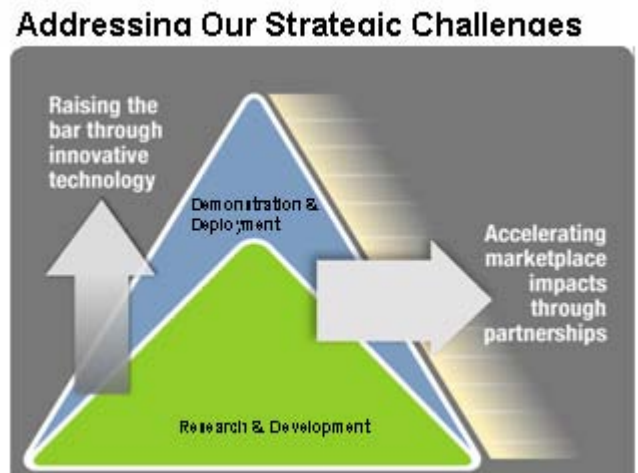 Addressing Our Strategic Challenges
Raising the
bar through
innovative
technology
Demonstration &
Deployment
Accelerating
marketplace
impacts
through
partnerships
Research & Development